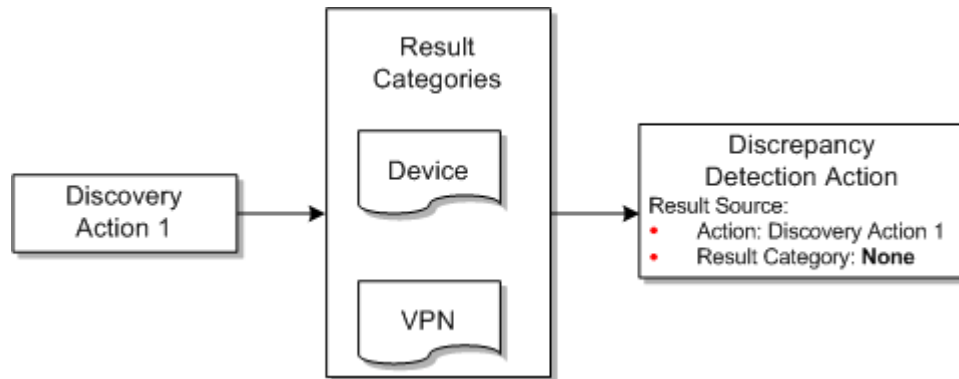 Discovery
Action 1
Result
Categories
Device
VPN
Discrepancy
Detection Action
Result Source:
• Action: Discovery Action 1
• Result Category: None